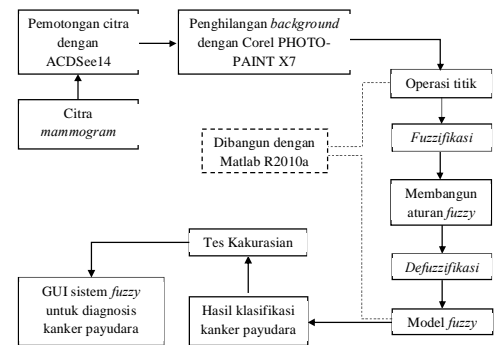 Pemotongan citra
dengan
ACDSee14
Penghilangan background
dengan Corel PHOTO-
PAINT X7
Operasi titik
Citra
mammogram
Dibangun dengan
Matlab R2010a
Fuzzifikasi
Membangun
aturan fuzzy
Defuzzifikasi
Model fuzzy
Hasil klasifikasi
kanker payudara
Tes Kakurasian
GUI sistem fuzzy
untuk diagnosis
kanker payudara